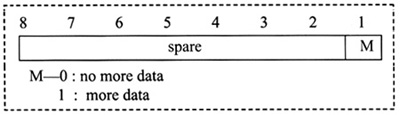 8 7 6 5 4 3 2 1
spare M
M—0 : no more data
1 : more data